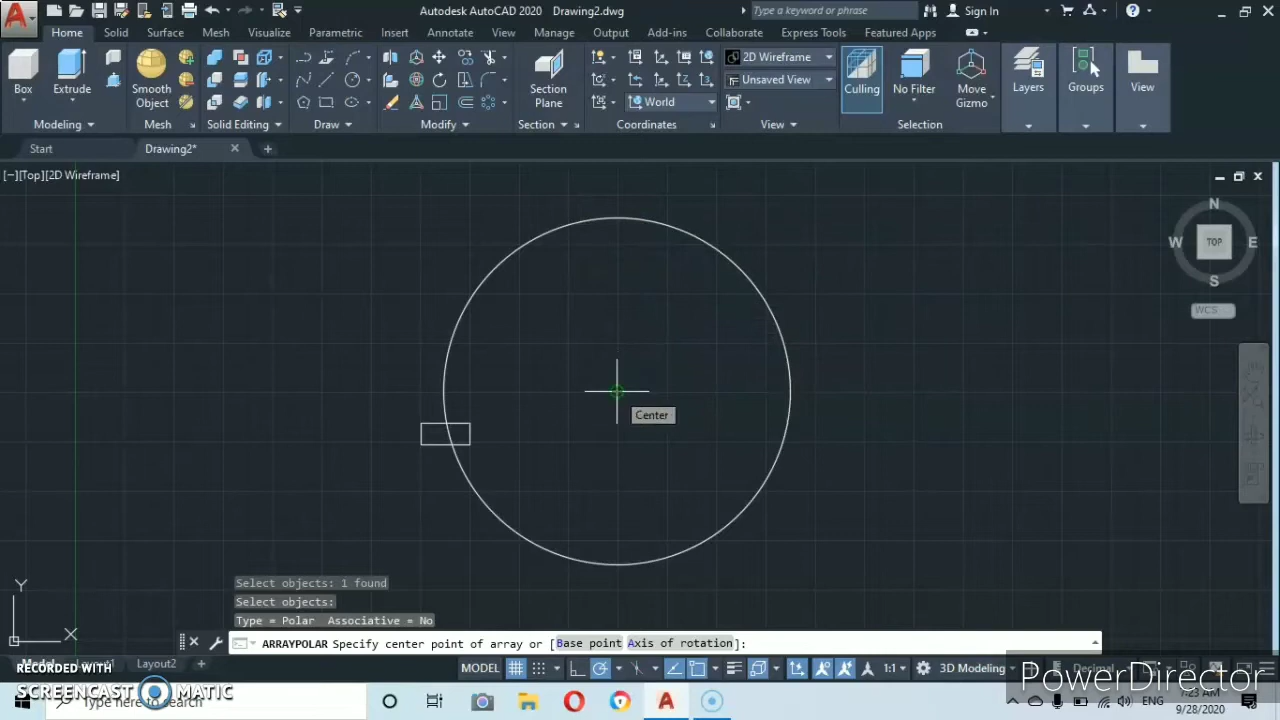 Autodesk AutoCAD 2020 Drawing2.dwg
Type a keyword or phrase
Sign In
Home Solid Surface Mesh Visualize Parametric Insert Annotate View Manage Output Add-ins Collaborate Express Tools Featured Apps
Box
Extrude
Smooth
Object
Section
Plane
2D Wireframe
Unsaved View
World
Culling
No Filter
Move
Gizmo
Layers
Groups
View
Modeling Mesh Solid Editing Draw Modify Section Coordinates View Selection
Start Drawing2*
[−][Top][2D Wireframe]
N
W TOP E
S
WCS
Center
Y
X
Select objects: 1 found
Select objects:
Type = Polar Associative = No
ARRAYPOLAR Specify center point of array or [Base point Axis of rotation]:
Layout2
MODEL 1:1 3D Modeling Decimal
RECORDED WITH
SCREENCAST MATIC
PowerDirector
Type here to search
ENG
7:23 AM
9/28/2020